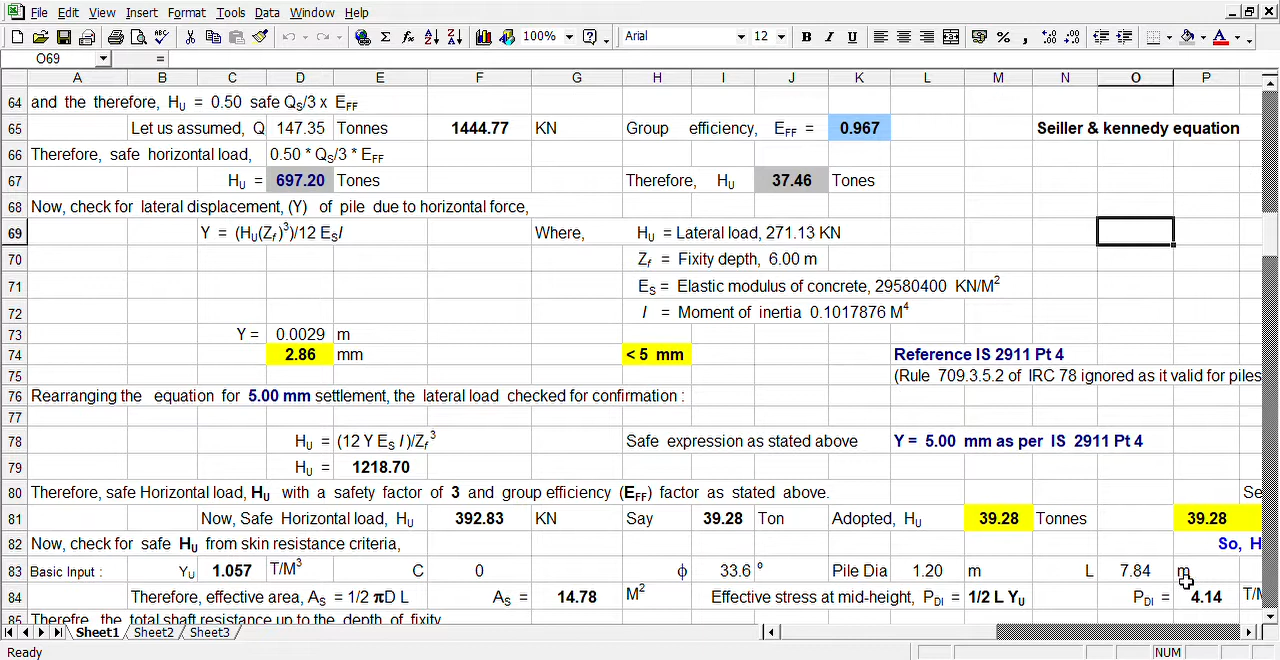 File Edit View Insert Format Tools Data Window Help
100% Arial 12 B I U
O69 =
A B C D E F G H I J K L M N O P
64 and the therefore, HU = 0.50 safe QS/3 x EFF
65 Let us assumed, Q 147.35 Tonnes 1444.77 KN Group efficiency, EFF = 0.967 Seiller & kennedy equation
66 Therefore, safe horizontal load, 0.50 * QS/3 * EFF
67 HU = 697.20 Tones Therefore, HU 37.46 Tones
68 Now, check for lateral displacement, (Y) of pile due to horizontal force,
69 Y = (HU(Zf)³)/12 ESI Where, HU = Lateral load, 271.13 KN
70 Zf = Fixity depth, 6.00 m
71 ES = Elastic modulus of concrete, 29580400 KN/M²
72 I = Moment of inertia 0.1017876 M⁴
73 Y = 0.0029 m
74 2.86 mm < 5 mm Reference IS 2911 Pt 4
75 (Rule 709.3.5.2 of IRC 78 ignored as it valid for piles
76 Rearranging the equation for 5.00 mm settlement, the lateral load checked for confirmation :
77
78 HU = (12 Y ES I )/Zf³ Safe expression as stated above Y = 5.00 mm as per IS 2911 Pt 4
79 HU = 1218.70
80 Therefore, safe Horizontal load, HU with a safety factor of 3 and group efficiency (EFF) factor as stated above. Se
81 Now, Safe Horizontal load, HU 392.83 KN Say 39.28 Ton Adopted, HU 39.28 Tonnes 39.28
82 Now, check for safe HU from skin resistance criteria, So, H
83 Basic Input : YU 1.057 T/M³ C 0 ϕ 33.6 ° Pile Dia 1.20 m L 7.84 m
84 Therefore, effective area, AS = 1/2 πD L AS = 14.78 M² Effective stress at mid-height, PDI = 1/2 L YU PDI = 4.14 T/M
85 Therefre, the total shaft resistance up to the depth of fixity
Sheet1 Sheet2 Sheet3
Ready NUM